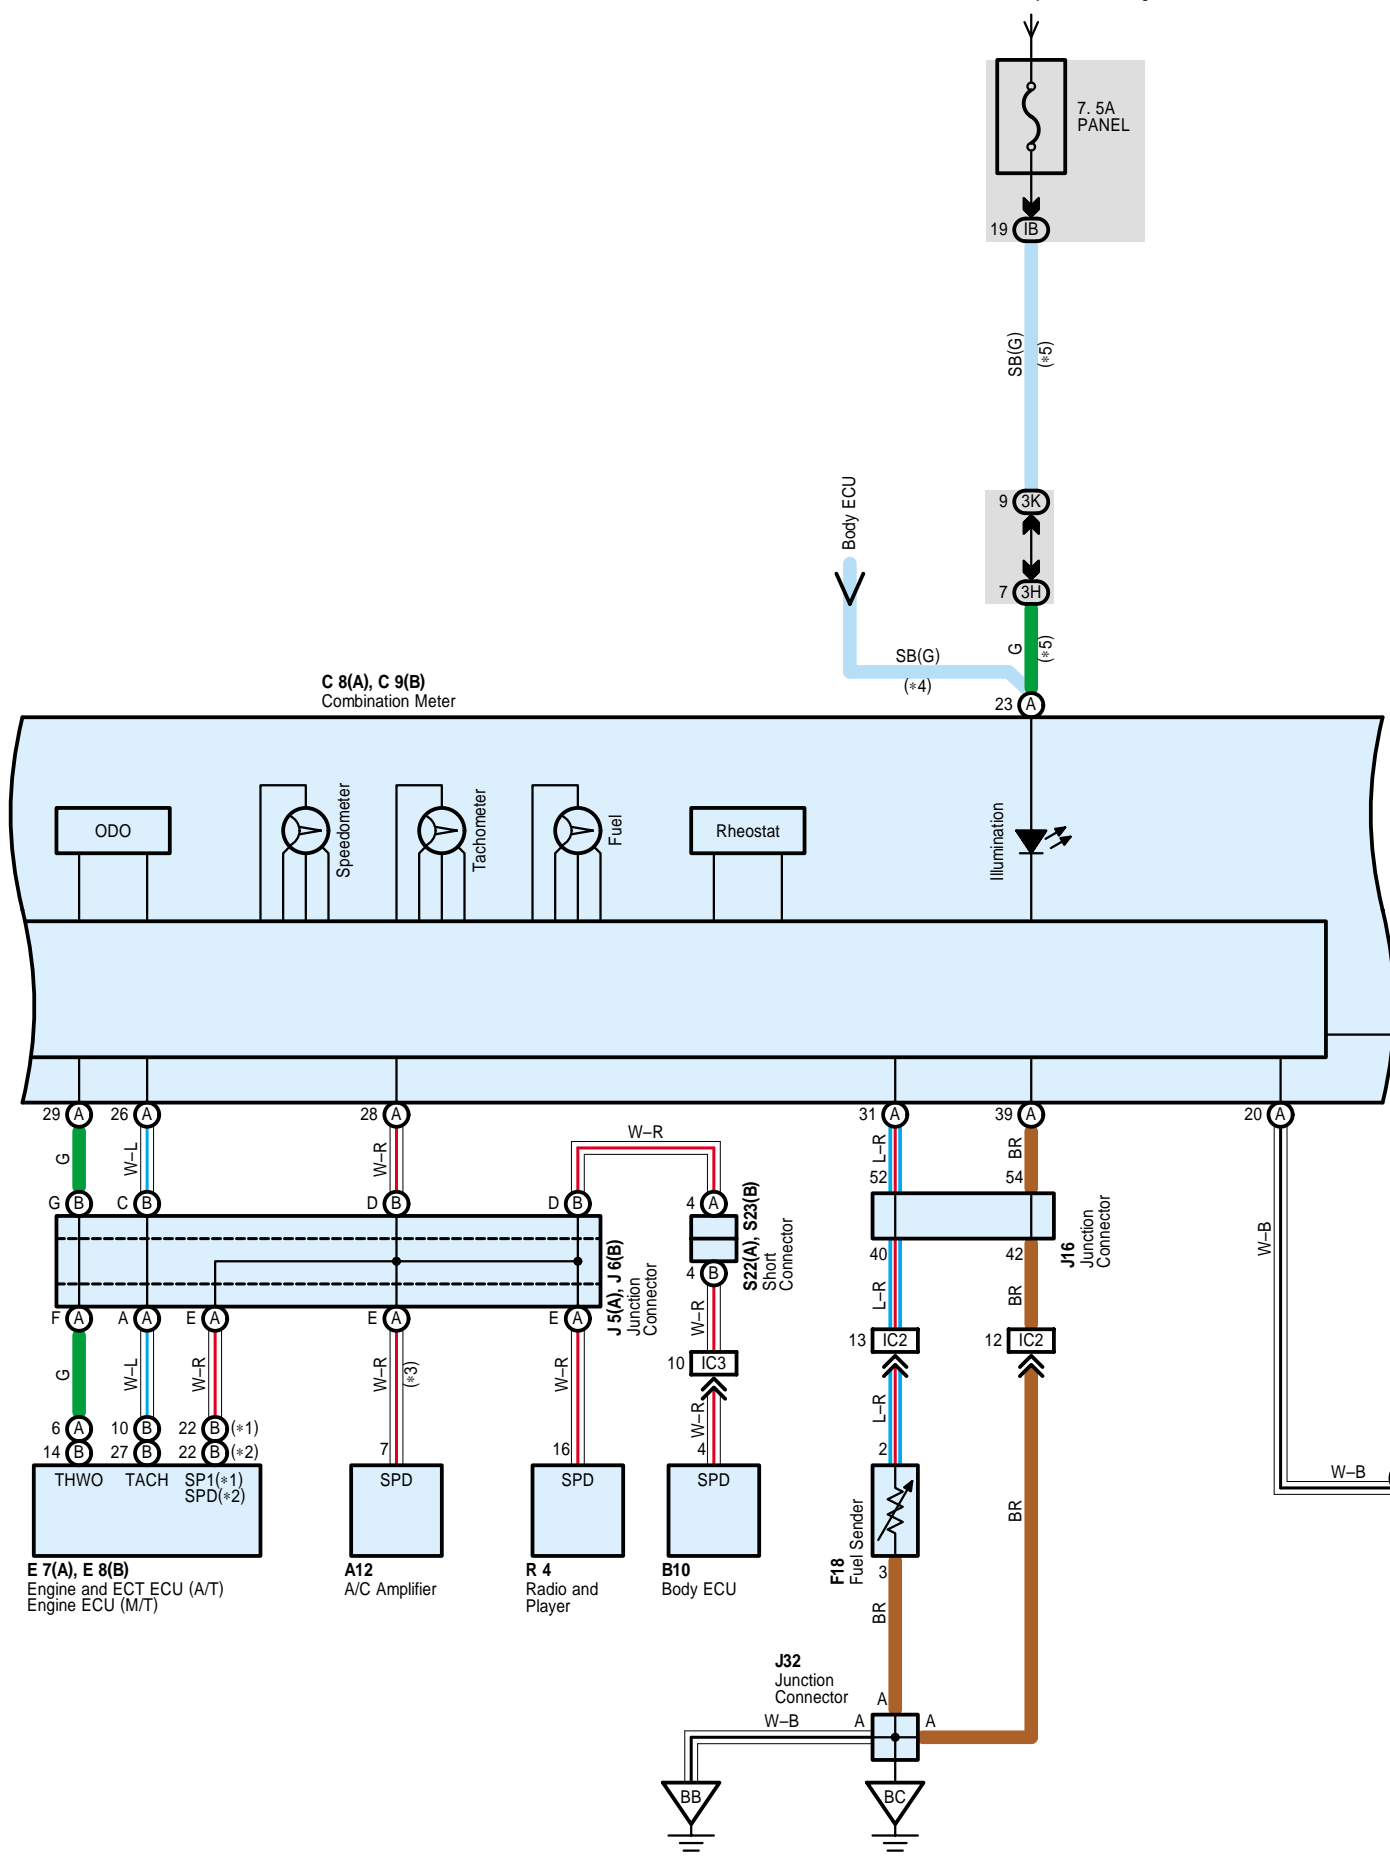 7. 5A
PANEL
19 IB
SB(G)
(∗5)
9 3K
Body ECU
7 3H
G
(∗5)
SB(G)
(∗4)
C 8(A), C 9(B)
Combination Meter
23 A
ODO
Speedometer
Tachometer
Fuel
Rheostat
Illumination
29 A
26 A
28 A
31 A
39 A
20 A
G
W–L
W–R
W–R
L–R
BR
52
54
G B
C B
D B
D B
4 A
S22(A), S23(B)
Short
Connector
4 B
J 5(A), J 6(B)
Junction
Connector
J16
Junction
Connector
40
42
W–B
F A
A A
E A
E A
E A
W–R
L–R
BR
10 IC3
13 IC2
12 IC2
G
W–L
W–R
W–R
(∗3)
W–R
W–R
L–R
6 A
10 B
22 B (∗1)
14 B
27 B
22 B (∗2)
7
16
4
2
THWO
TACH
SP1(∗1)
SPD(∗2)
SPD
SPD
SPD
W–B
BR
E 7(A), E 8(B)
Engine and ECT ECU (A/T)
Engine ECU (M/T)
A12
A/C Amplifier
R 4
Radio and
Player
B10
Body ECU
F18
Fuel Sender
3
BR
J32
Junction
Connector
A
W–B
A
A
BB
BC